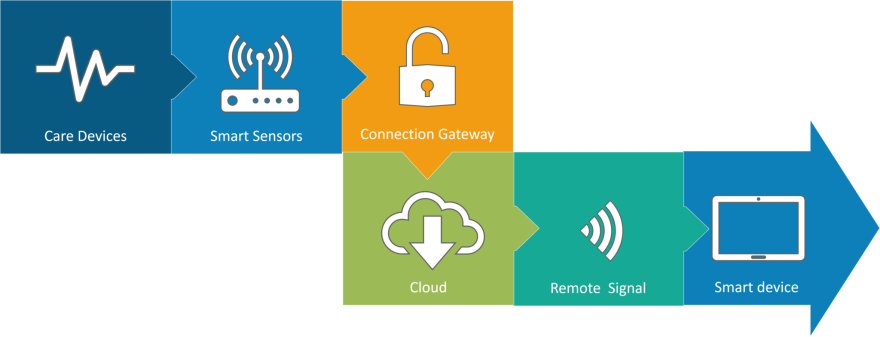 Care Devices
Smart Sensors
Connection Gateway
Cloud
Remote  Signal
Smart device